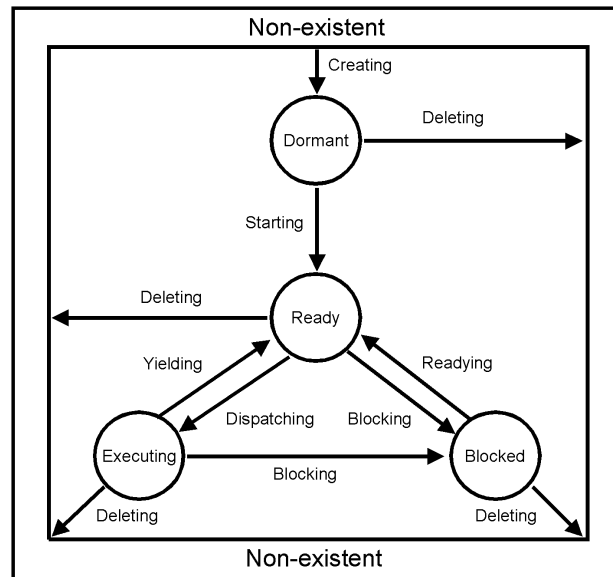 Non-existent
Creating
Dormant
Deleting
Starting
Deleting
Ready
Yielding
Readying
Dispatching
Blocking
Executing
Blocked
Blocking
Deleting
Deleting
Non-existent